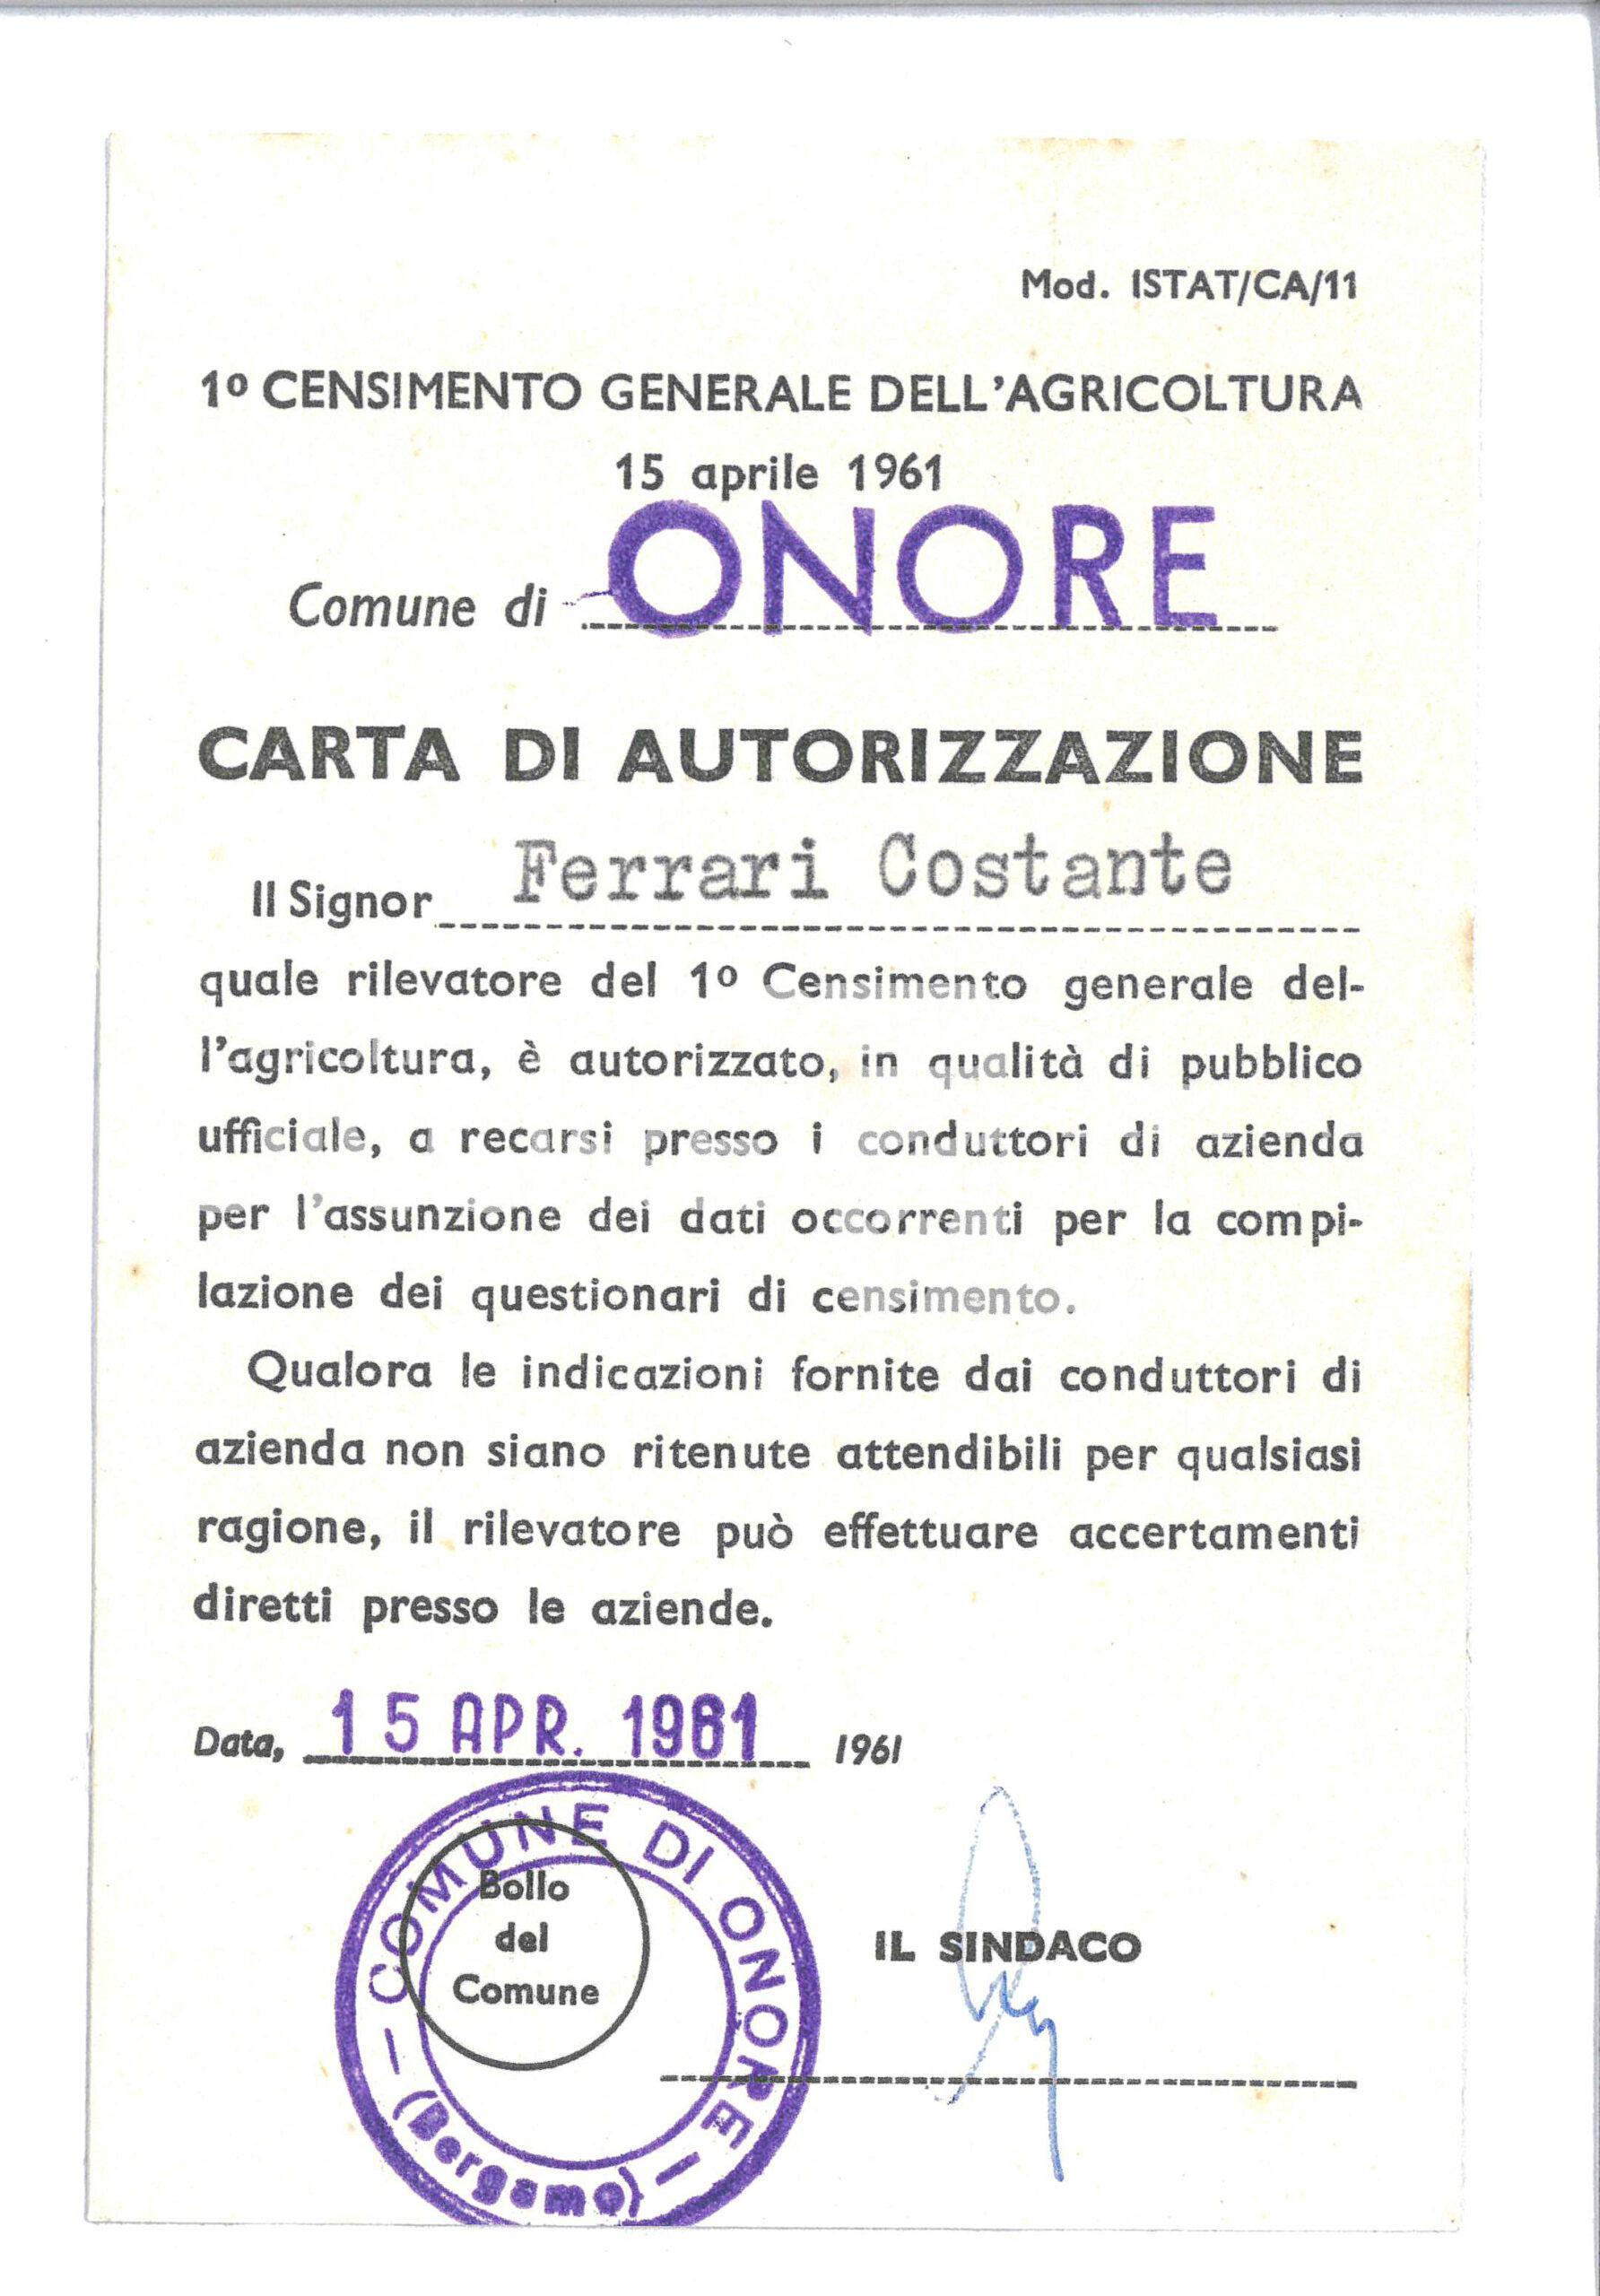 Mod. ISTAT/CA/11
1º CENSIMENTO GENERALE DELL'AGRICOLTURA
15 aprile 1961
Comune di ONORE
CARTA DI AUTORIZZAZIONE
Il Signor Ferrari Costante
quale rilevatore del 1º Censimento generale del-
l'agricoltura, è autorizzato, in qualità di pubblico
ufficiale, a recarsi presso i conduttori di azienda
per l'assunzione dei dati occorrenti per la compi-
lazione dei questionari di censimento.
Qualora le indicazioni fornite dai conduttori di
azienda non siano ritenute attendibili per qualsiasi
ragione, il rilevatore può effettuare accertamenti
diretti presso le aziende.
Data, 15 APR. 1961 1961
COMUNE DI ONORE
(Bergamo)
Bollo
del
Comune
IL SINDACO